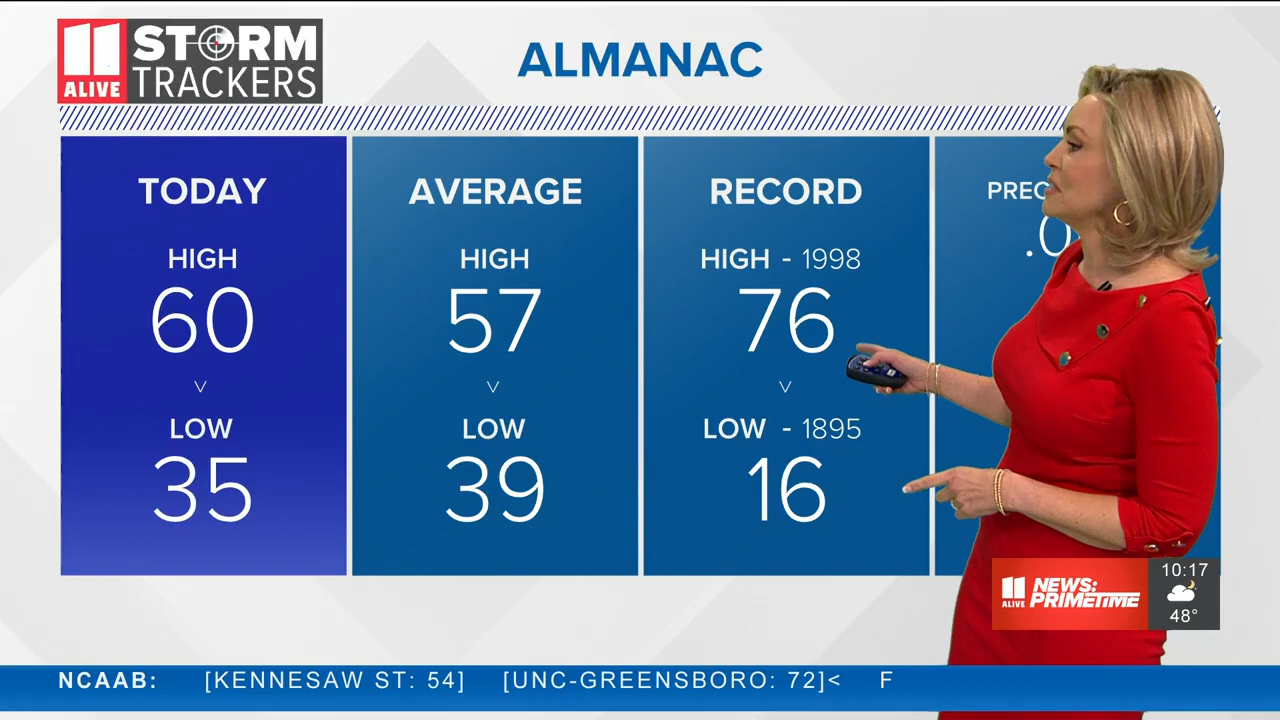 11 ALIVE STORM TRACKERS
ALMANAC
TODAY
HIGH
60
LOW
35
AVERAGE
HIGH
57
LOW
39
RECORD
HIGH - 1998
76
LOW - 1895
16
11 ALIVE NEWS: PRIMETIME
10:17
48°
NCAAB: [KENNESAW ST: 54] [UNC-GREENSBORO: 72]< F